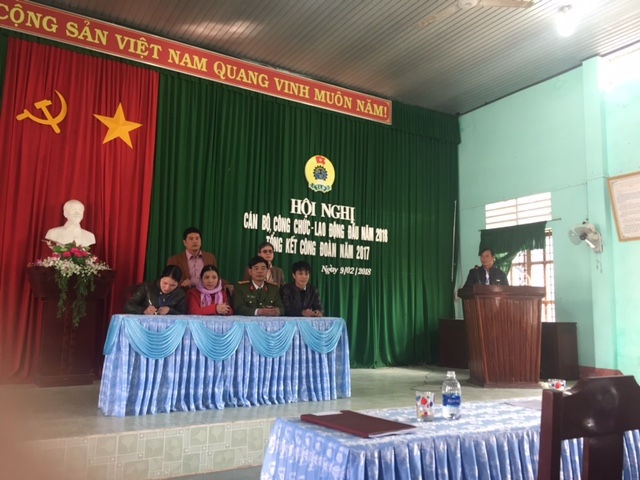 CỘNG SẢN VIỆT NAM QUANG VINH MUÔN NĂM!
HỘI NGHỊ
CÁN BỘ, CÔNG CHỨC - LAO ĐỘNG ĐẦU NĂM 2018
TỔNG KẾT CÔNG ĐOÀN NĂM 2017
Ngày 9/02/2018